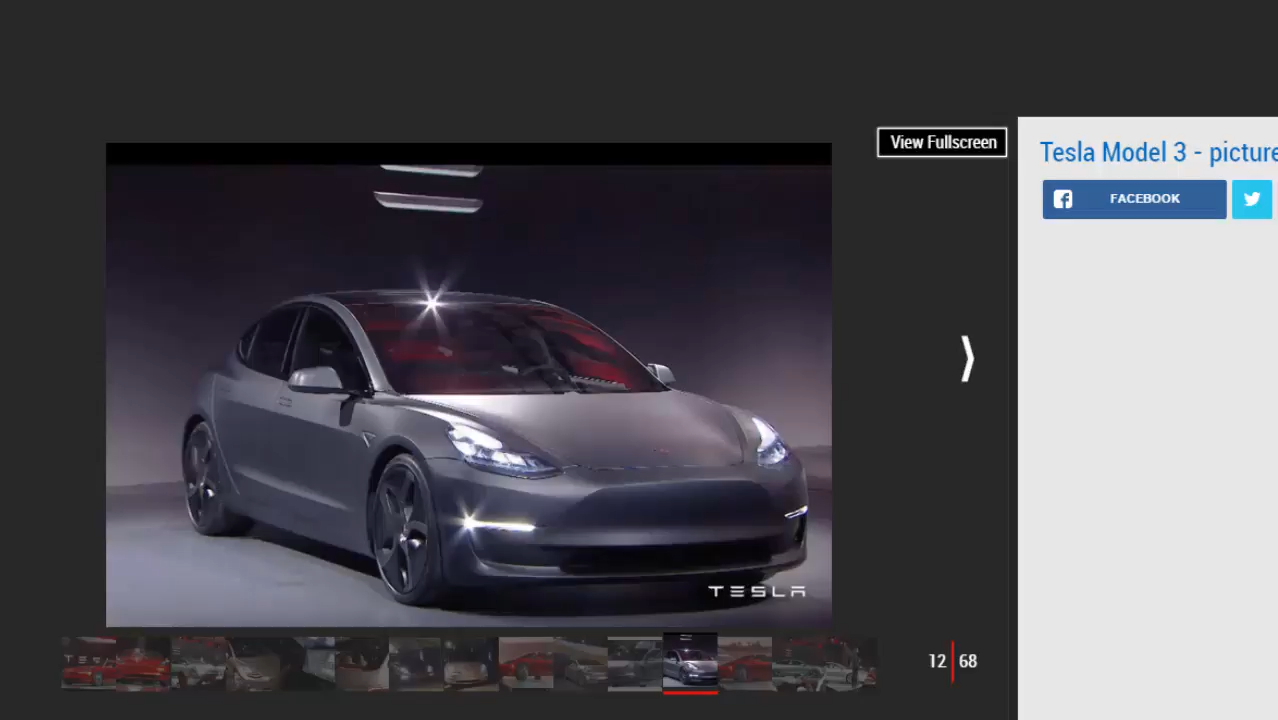 View Fullscreen
Tesla Model 3 - picture
FACEBOOK
TESLA
12 68